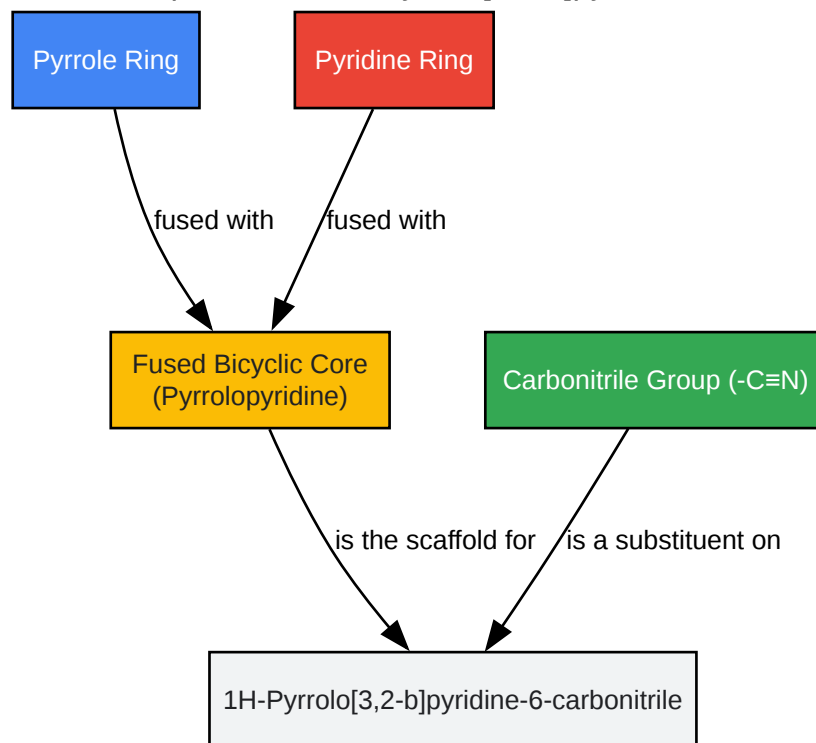 Pyrrole Ring
Pyridine Ring
fused with
fused with
Fused Bicyclic Core
(Pyrrolopyridine)
Carbonitrile Group (-C≡N)
is the scaffold for
is a substituent on
1H-Pyrrolo[3,2-b]pyridine-6-carbonitrile